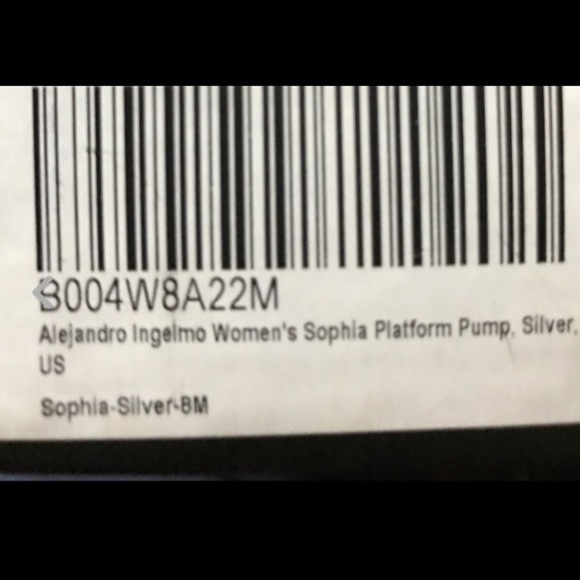 B004W8A22M
Alejandro Ingelmo Women's Sophia Platform Pump, Silver,
US
Sophia-Silver-8M